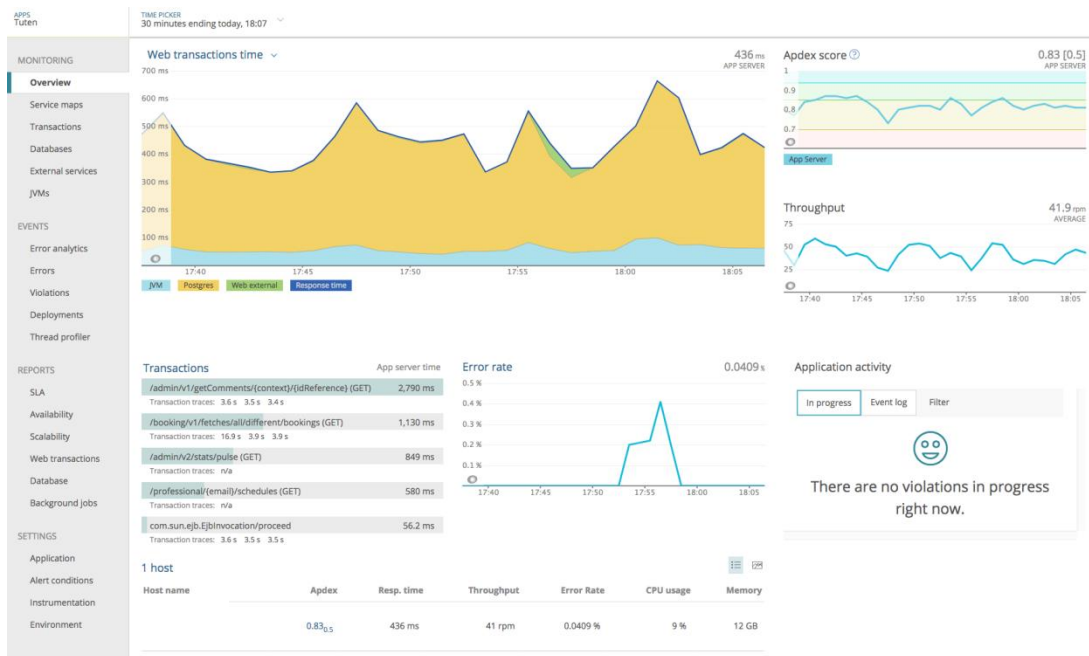 APPS
Tuten
TIME PICKER
30 minutes ending today, 18:07
MONITORING
Overview
Service maps
Transactions
Databases
External services
JVMs
EVENTS
Error analytics
Errors
Violations
Deployments
Thread profiler
REPORTS
SLA
Availability
Scalability
Web transactions
Database
Background jobs
SETTINGS
Application
Alert conditions
Instrumentation
Environment
Web transactions time
436 ms
APP SERVER
700 ms
600 ms
500 ms
400 ms
300 ms
200 ms
100 ms
17:40 17:45 17:50 17:55 18:00 18:05
JVM Postgres Web external Response time
Apdex score ?
0.83 [0.5]
APP SERVER
1
0.9
0.8
0.7
App Server
Throughput
41.9 rpm
AVERAGE
75
50
25
17:40 17:45 17:50 17:55 18:00 18:05
Transactions App server time
/admin/v1/getComments/{context}/{idReference} (GET) 2,790 ms
Transaction traces: 3.6 s 3.5 s 3.4 s
/booking/v1/fetches/all/different/bookings (GET) 1,130 ms
Transaction traces: 16.9 s 3.9 s 3.9 s
/admin/v2/stats/pulse (GET) 849 ms
Transaction traces: n/a
/professional/{email}/schedules (GET) 580 ms
Transaction traces: n/a
com.sun.ejb.EjbInvocation/proceed 56.2 ms
Transaction traces: 3.6 s 3.5 s 3.5 s
Error rate 0.0409 %
0.5 %
0.4 %
0.3 %
0.2 %
0.1 %
17:40 17:45 17:50 17:55 18:00 18:05
Application activity
In progress Event log Filter
There are no violations in progress
right now.
1 host
Host name Apdex Resp. time Throughput Error Rate CPU usage Memory
0.83 0.5 436 ms 41 rpm 0.0409 % 9 % 12 GB